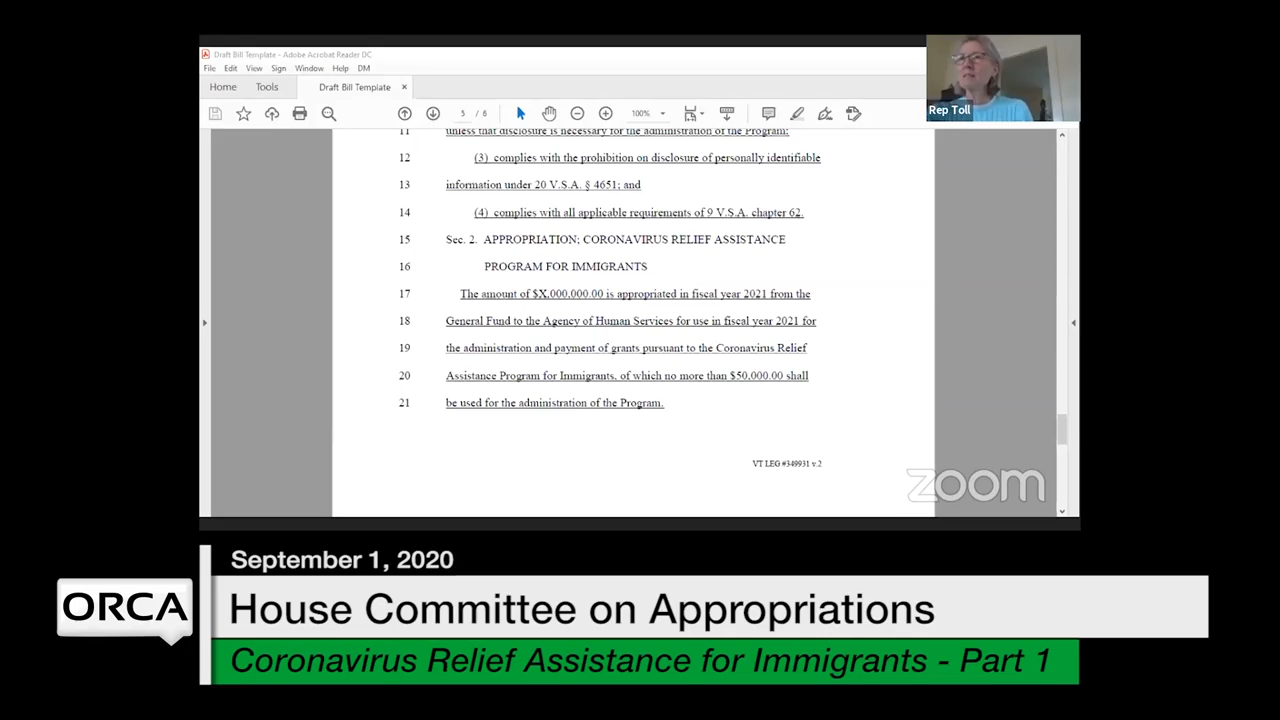 Draft Bill Template - Adobe Acrobat Reader DC
File Edit View Sign Window Help DM
Home Tools Draft Bill Template ×
5 / 6 100%
Rep Toll
11 unless that disclosure is necessary for the administration of the Program;
12 (3) complies with the prohibition on disclosure of personally identifiable
13 information under 20 V.S.A. § 4651; and
14 (4) complies with all applicable requirements of 9 V.S.A. chapter 62.
15 Sec. 2. APPROPRIATION; CORONAVIRUS RELIEF ASSISTANCE
16 PROGRAM FOR IMMIGRANTS
17 The amount of $X,000,000.00 is appropriated in fiscal year 2021 from the
18 General Fund to the Agency of Human Services for use in fiscal year 2021 for
19 the administration and payment of grants pursuant to the Coronavirus Relief
20 Assistance Program for Immigrants, of which no more than $50,000.00 shall
21 be used for the administration of the Program.
VT LEG #349931 v.2
zoom
September 1, 2020
ORCA
House Committee on Appropriations
Coronavirus Relief Assistance for Immigrants - Part 1